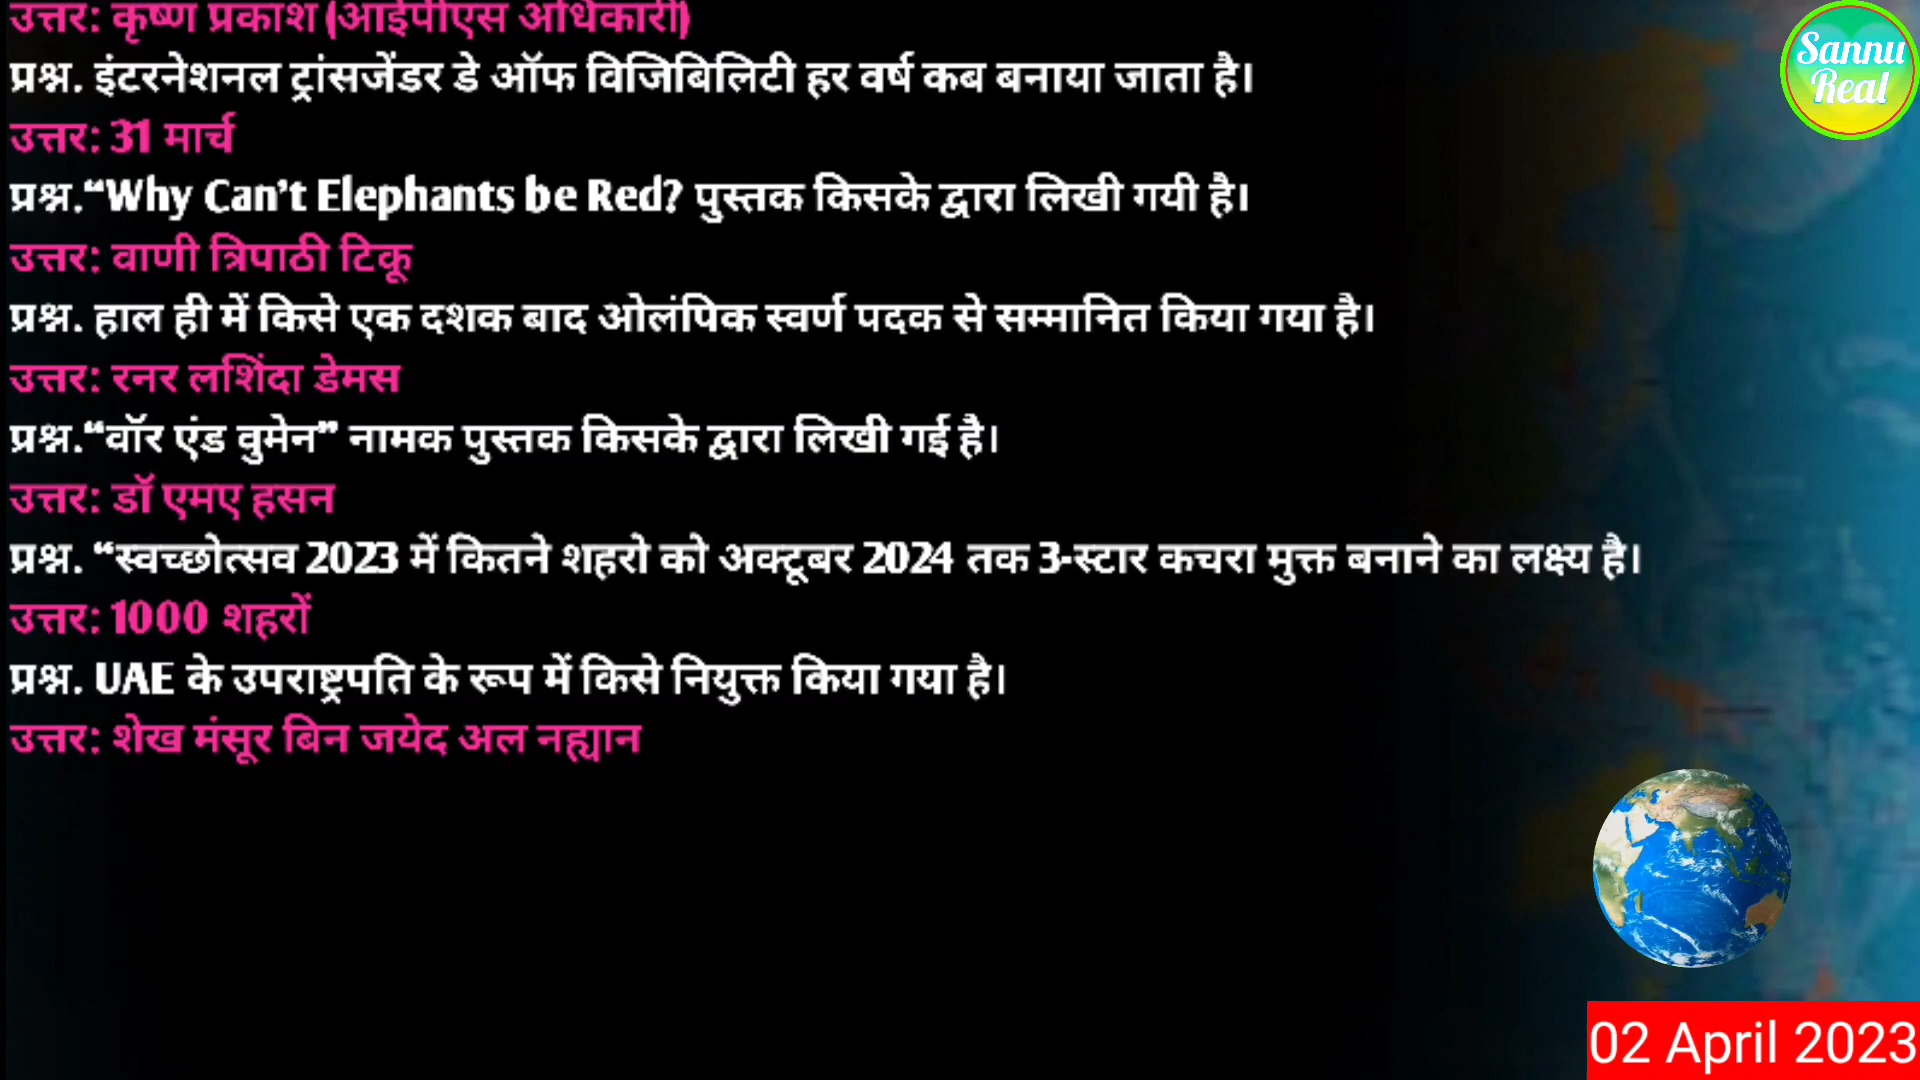 उत्तर: कृष्ण प्रकाश (आईपीएस अधिकारी)
प्रश्न. इंटरनेशनल ट्रांसजेंडर डे ऑफ विजिबिलिटी हर वर्ष कब बनाया जाता है।
उत्तर: 31 मार्च
प्रश्न.“Why Can’t Elephants be Red? पुस्तक किसके द्वारा लिखी गयी है।
उत्तर: वाणी त्रिपाठी टिकू
प्रश्न. हाल ही में किसे एक दशक बाद ओलंपिक स्वर्ण पदक से सम्मानित किया गया है।
उत्तर: रनर लशिंदा डेमस
प्रश्न.“वॉर एंड वुमेन” नामक पुस्तक किसके द्वारा लिखी गई है।
उत्तर: डॉ एमए हसन
प्रश्न. “स्वच्छोत्सव 2023 में कितने शहरो को अक्टूबर 2024 तक 3-स्टार कचरा मुक्त बनाने का लक्ष्य है।
उत्तर: 1000 शहरों
प्रश्न. UAE के उपराष्ट्रपति के रूप में किसे नियुक्त किया गया है।
उत्तर: शेख मंसूर बिन जयेद अल नह्यान
Sannu
Real
02 April 2023